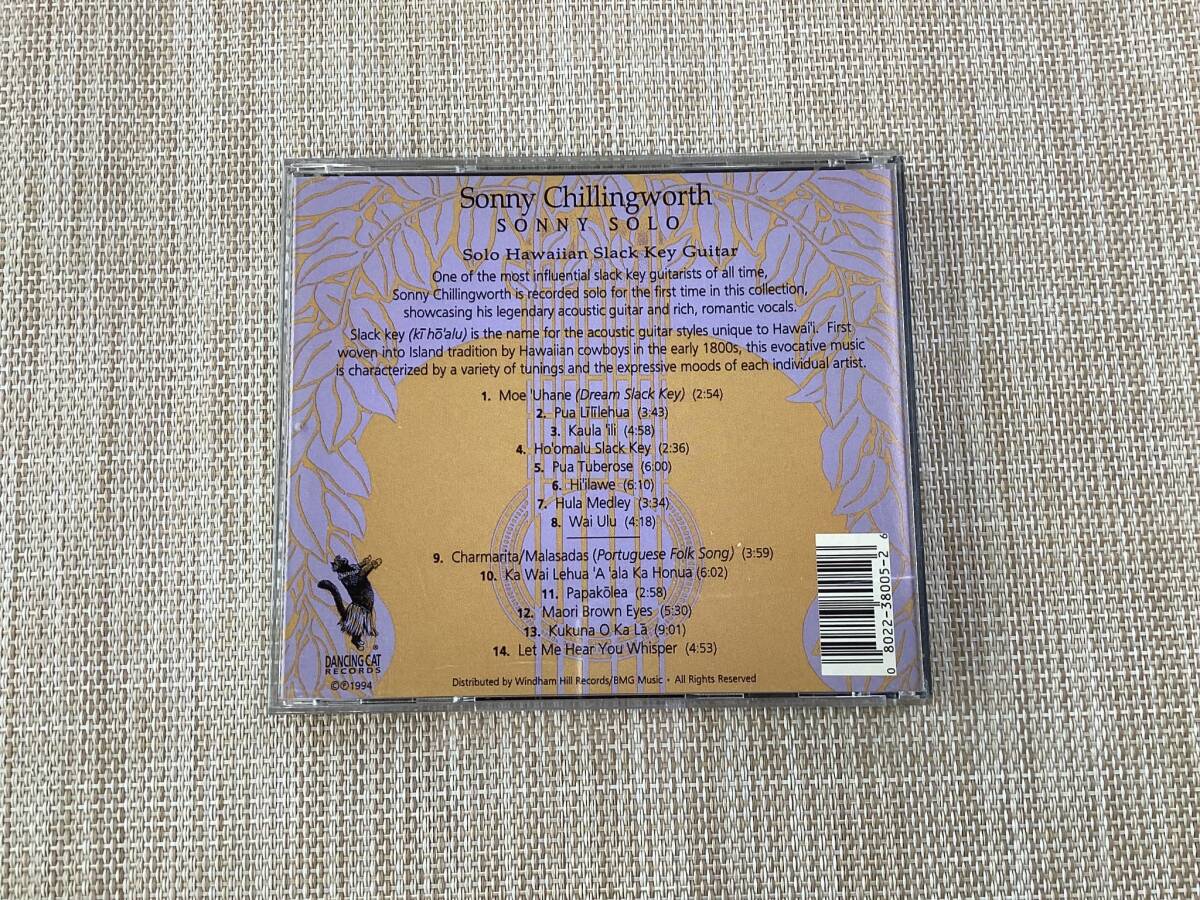 Sonny Chillingworth
SONNY SOLO
Solo Hawaiian Slack Key Guitar
One of the most influential slack key guitarists of all time,
Sonny Chillingworth is recorded solo for the first time in this collection,
showcasing his legendary acoustic guitar and rich, romantic vocals.
Slack key (kī hō'alu) is the name for the acoustic guitar styles unique to Hawai'i. First
woven into Island tradition by Hawaiian cowboys in the early 1800s, this evocative music
is characterized by a variety of tunings and the expressive moods of each individual artist.
1. Moe 'Uhane (Dream Slack Key) (2:54)
2. Pua Līlīlehua (3:43)
3. Kaula 'ili (4:58)
4. Ho'omalu Slack Key (2:36)
5. Pua Tuberose (6:00)
6. Hi'ilawe (6:10)
7. Hula Medley (3:34)
8. Wai Ulu (4:18)
9. Charmarita/Malasadas (Portuguese Folk Song) (3:59)
10. Ka Wai Lehua 'A 'ala Ka Honua (6:02)
11. Papakōlea (2:58)
12. Maori Brown Eyes (5:30)
13. Kukuna O Ka Lā (9:01)
14. Let Me Hear You Whisper (4:53)
DANCING CAT
RECORDS
®
©℗1994
Distributed by Windham Hill Records/BMG Music • All Rights Reserved
0 8022-38005-2 6